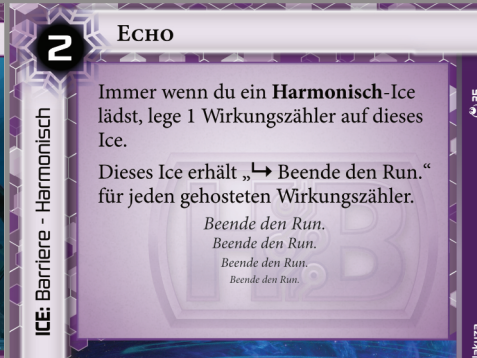 2
Echo
ICE: Barriere - Harmonisch
Immer wenn du ein Harmonisch-Ice
lädst, lege 1 Wirkungszähler auf dieses
Ice.
Dieses Ice erhält „↳ Beende den Run.“
für jeden gehosteten Wirkungszähler.
Beende den Run.
Beende den Run.
Beende den Run.
Beende den Run.
HB
35